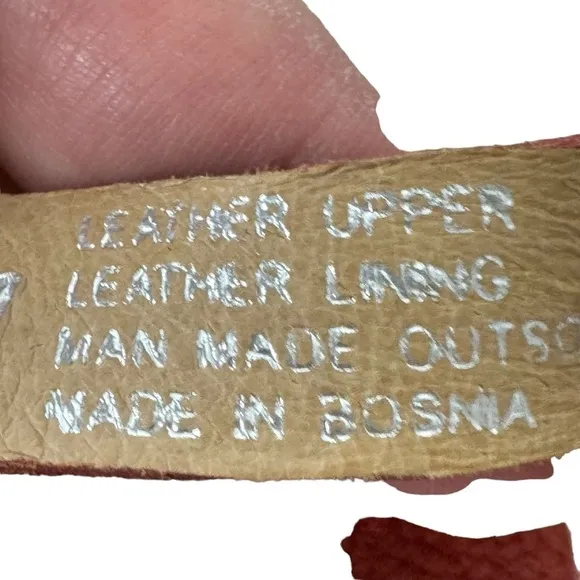 LEATHER UPPER
LEATHER LINING
MAN MADE OUTSO
MADE IN BOSNIA